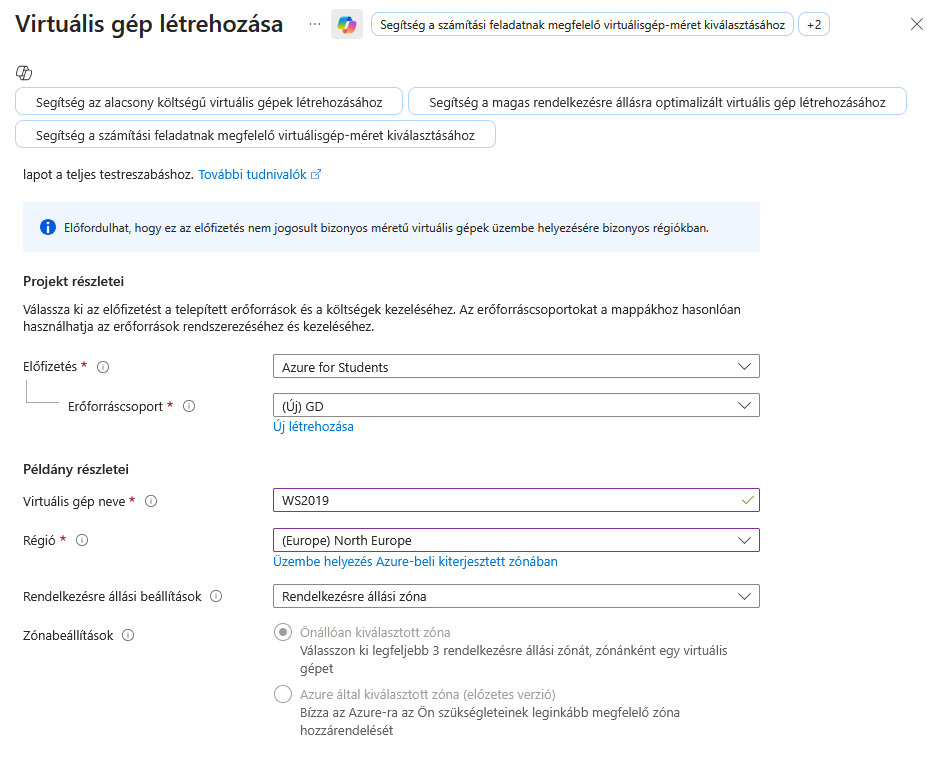 Virtuális gép létrehozása
...
Segítség a számítási feladatnak megfelelő virtuálisgép-méret kiválasztásához
+2
Segítség az alacsony költségű virtuális gépek létrehozásához
Segítség a magas rendelkezésre állásra optimalizált virtuális gép létrehozásához
Segítség a számítási feladatnak megfelelő virtuálisgép-méret kiválasztásához
lapot a teljes testreszabáshoz. További tudnivalók
Előfordulhat, hogy ez az előfizetés nem jogosult bizonyos méretű virtuális gépek üzembe helyezésére bizonyos régiókban.
Projekt részletei
Válassza ki az előfizetést a telepített erőforrások és a költségek kezeléséhez. Az erőforráscsoportokat a mappákhoz hasonlóan
használhatja az erőforrások rendszerezéséhez és kezeléséhez.
Előfizetés *
Azure for Students
Erőforráscsoport *
(Új) GD
Új létrehozása
Példány részletei
Virtuális gép neve *
WS2019
Régió *
(Europe) North Europe
Üzembe helyezés Azure-beli kiterjesztett zónában
Rendelkezésre állási beállítások
Rendelkezésre állási zóna
Zónabeállítások
Önállóan kiválasztott zóna
Válasszon ki legfeljebb 3 rendelkezésre állási zónát, zónánként egy virtuális
gépet
Azure által kiválasztott zóna (előzetes verzió)
Bízza az Azure-ra az Ön szükségleteinek leginkább megfelelő zóna
hozzárendelését